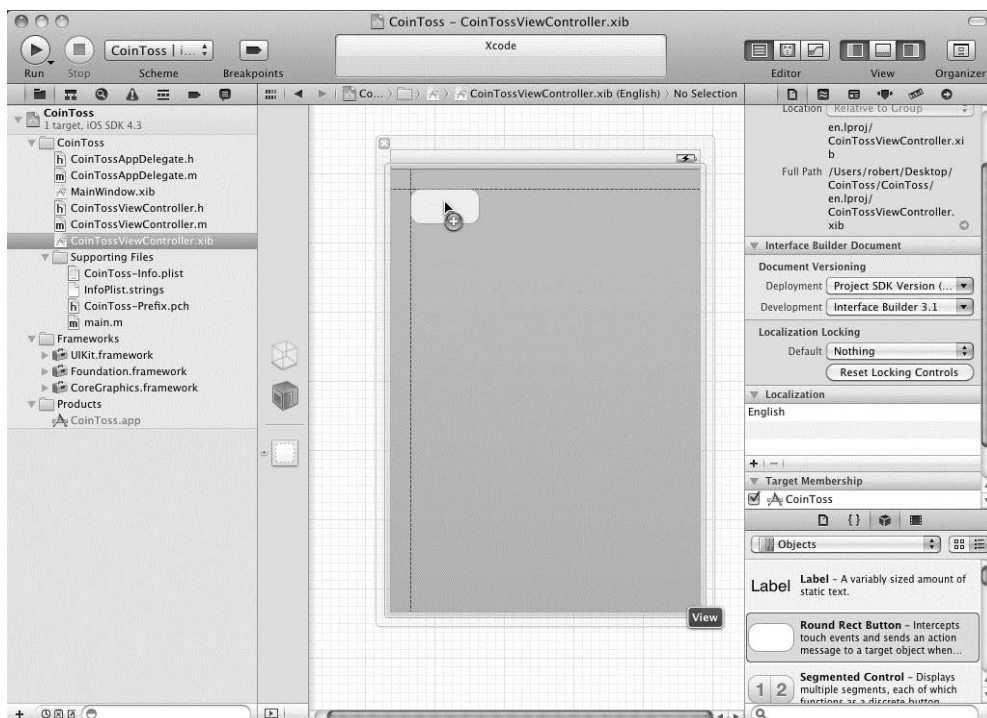 CoinToss – CoinTossViewController.xib
CoinToss | i...
Xcode
Run
Stop
Scheme
Breakpoints
Editor
View
Organizer
Co...
CoinTossViewController.xib (English)
No Selection
CoinToss
1 target, iOS SDK 4.3
CoinToss
h CoinTossAppDelegate.h
m CoinTossAppDelegate.m
MainWindow.xib
h CoinTossViewController.h
m CoinTossViewController.m
CoinTossViewController.xib
Supporting Files
CoinToss-Info.plist
InfoPlist.strings
h CoinToss-Prefix.pch
m main.m
Frameworks
UIKit.framework
Foundation.framework
CoreGraphics.framework
Products
CoinToss.app
View
Location Relative to Group
en.lproj/
CoinTossViewController.xi
b
Full Path /Users/robert/Desktop/
CoinToss/CoinToss/
en.lproj/
CoinTossViewController.
xib
Interface Builder Document
Document Versioning
Deployment Project SDK Version (...
Development Interface Builder 3.1
Localization Locking
Default Nothing
Reset Locking Controls
Localization
English
Target Membership
CoinToss
Objects
Label
Label – A variably sized amount of
static text.
Round Rect Button – Intercepts
touch events and sends an action
message to a target object when...
1 2
Segmented Control – Displays
multiple segments, each of which
functions as a discrete button